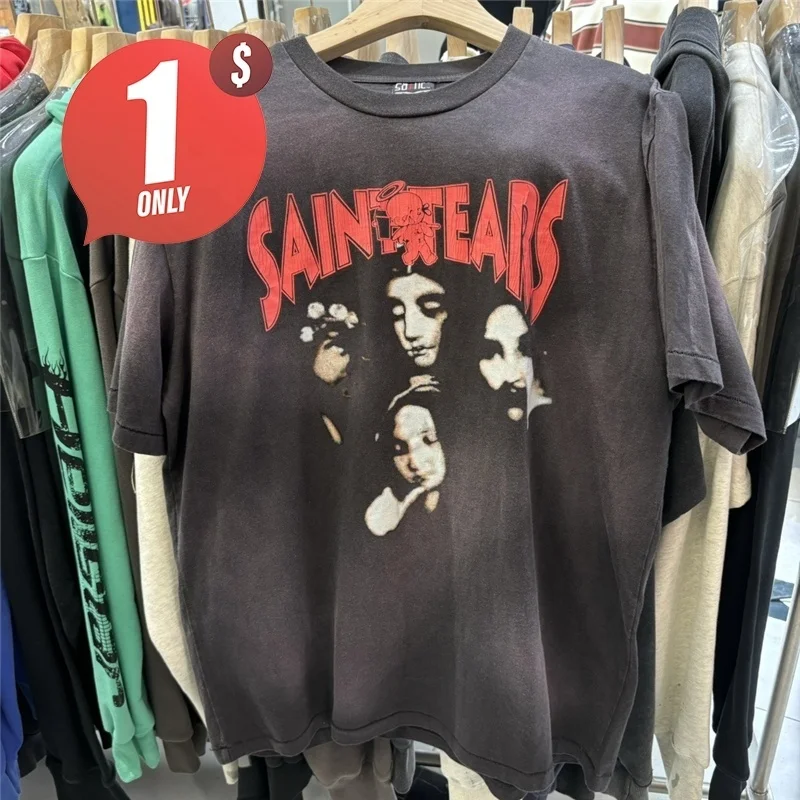 $
1
ONLY
SAINT TEARS